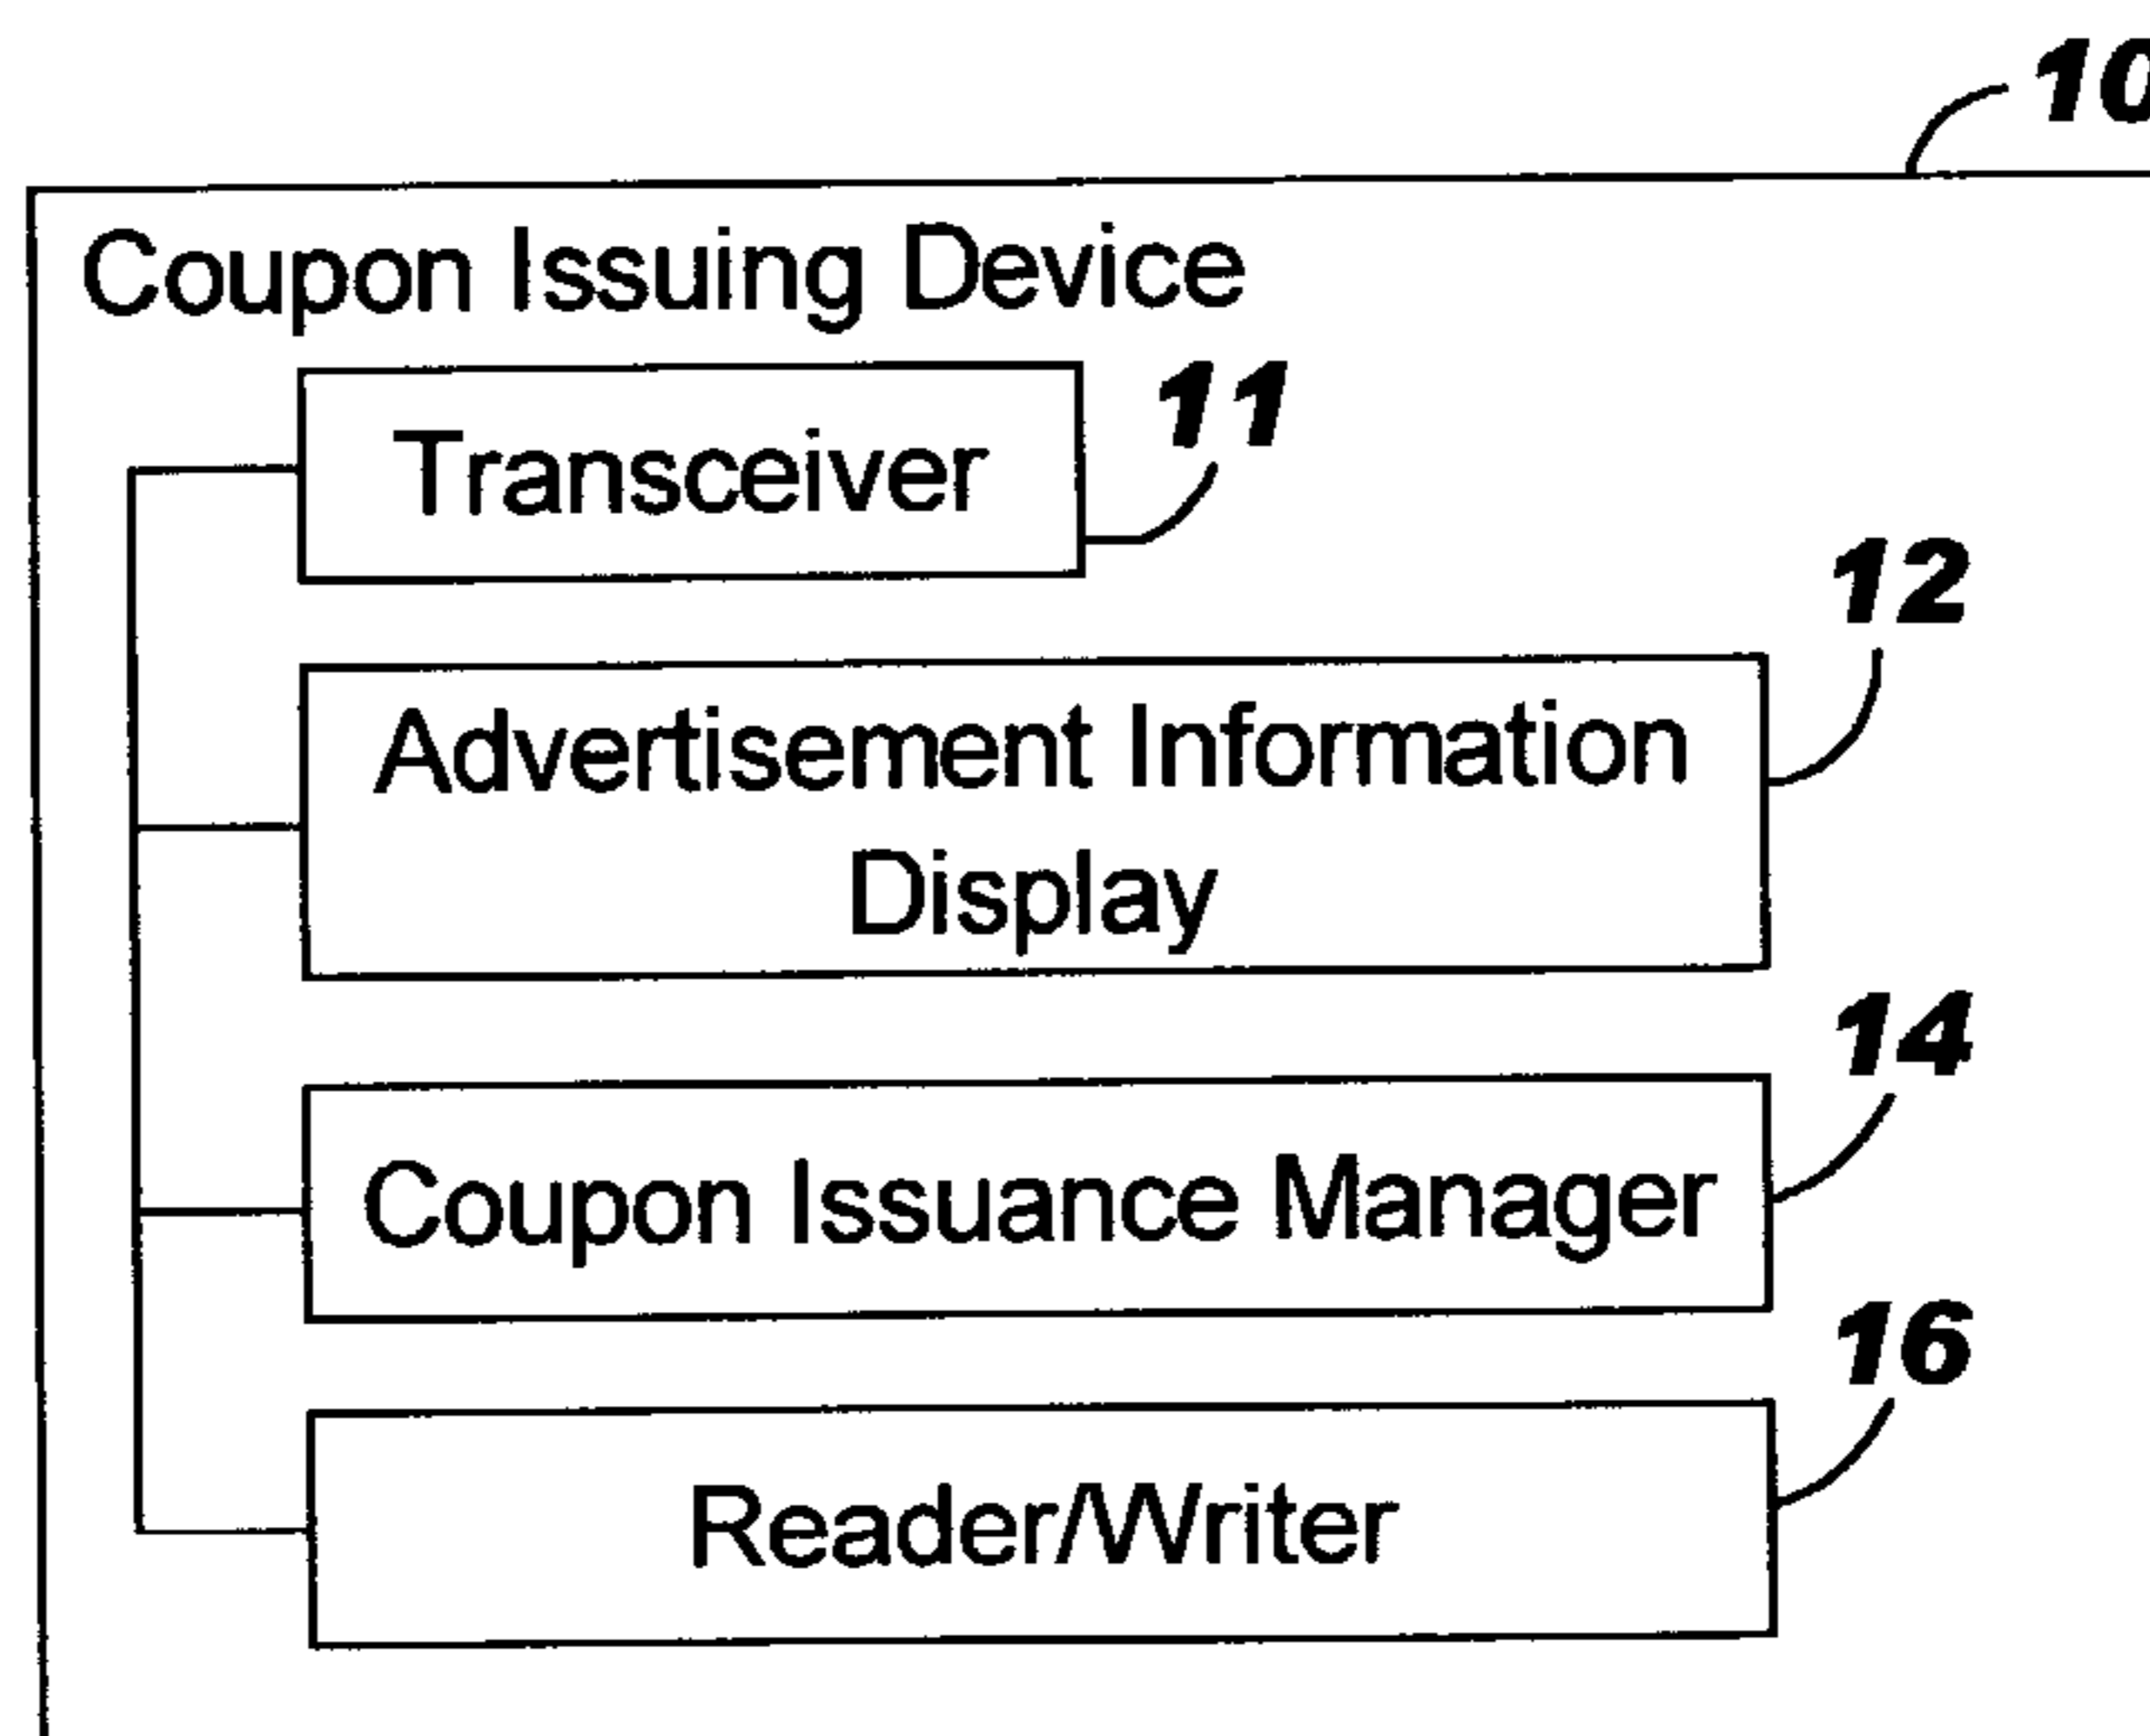 10
Coupon Issuing Device
11
Transceiver
12
Advertisement Information
Display
14
Coupon Issuance Manager
16
Reader/Writer